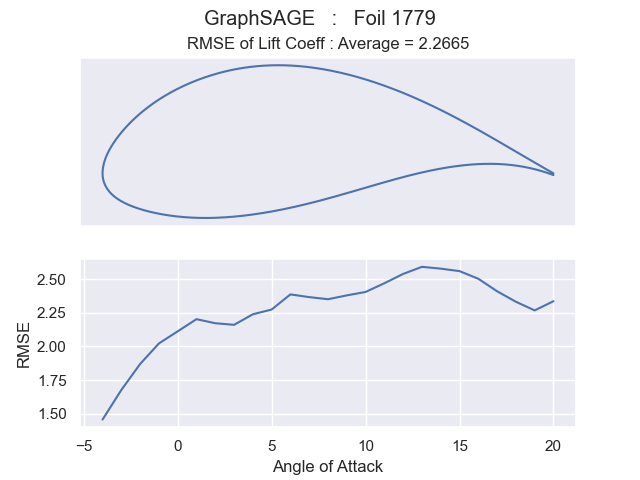 GraphSAGE : Foil 1779
RMSE of Lift Coeff : Average = 2.2665
2.50
2.25
2.00
1.75
1.50
RMSE
−5 0 5 10 15 20
Angle of Attack